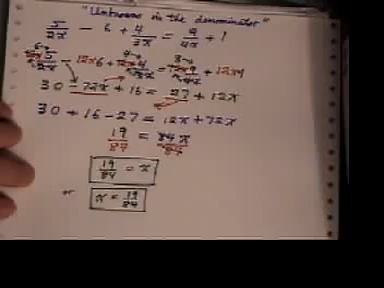 "Unknowns in the denominator"
5/2x - 6 + 4/3x = 9/4x + 1
30 - 72x + 16 = 27 + 12x
30 + 16 - 27 = 12x + 72x
19/84 = 84x/84
19/84 = x
or x = 19/84